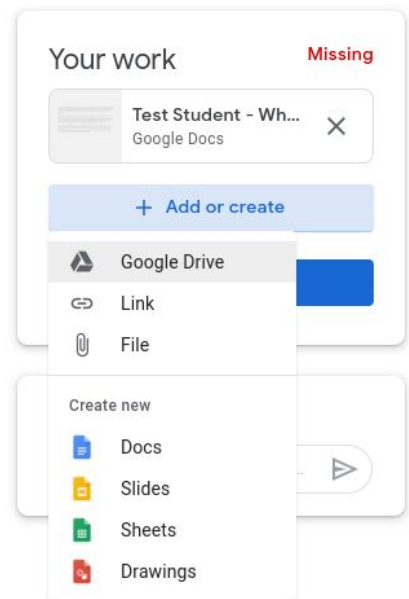 Your work
Missing
Test Student - Wh...
Google Docs
+ Add or create
Google Drive
Link
File
Create new
Docs
Slides
Sheets
Drawings